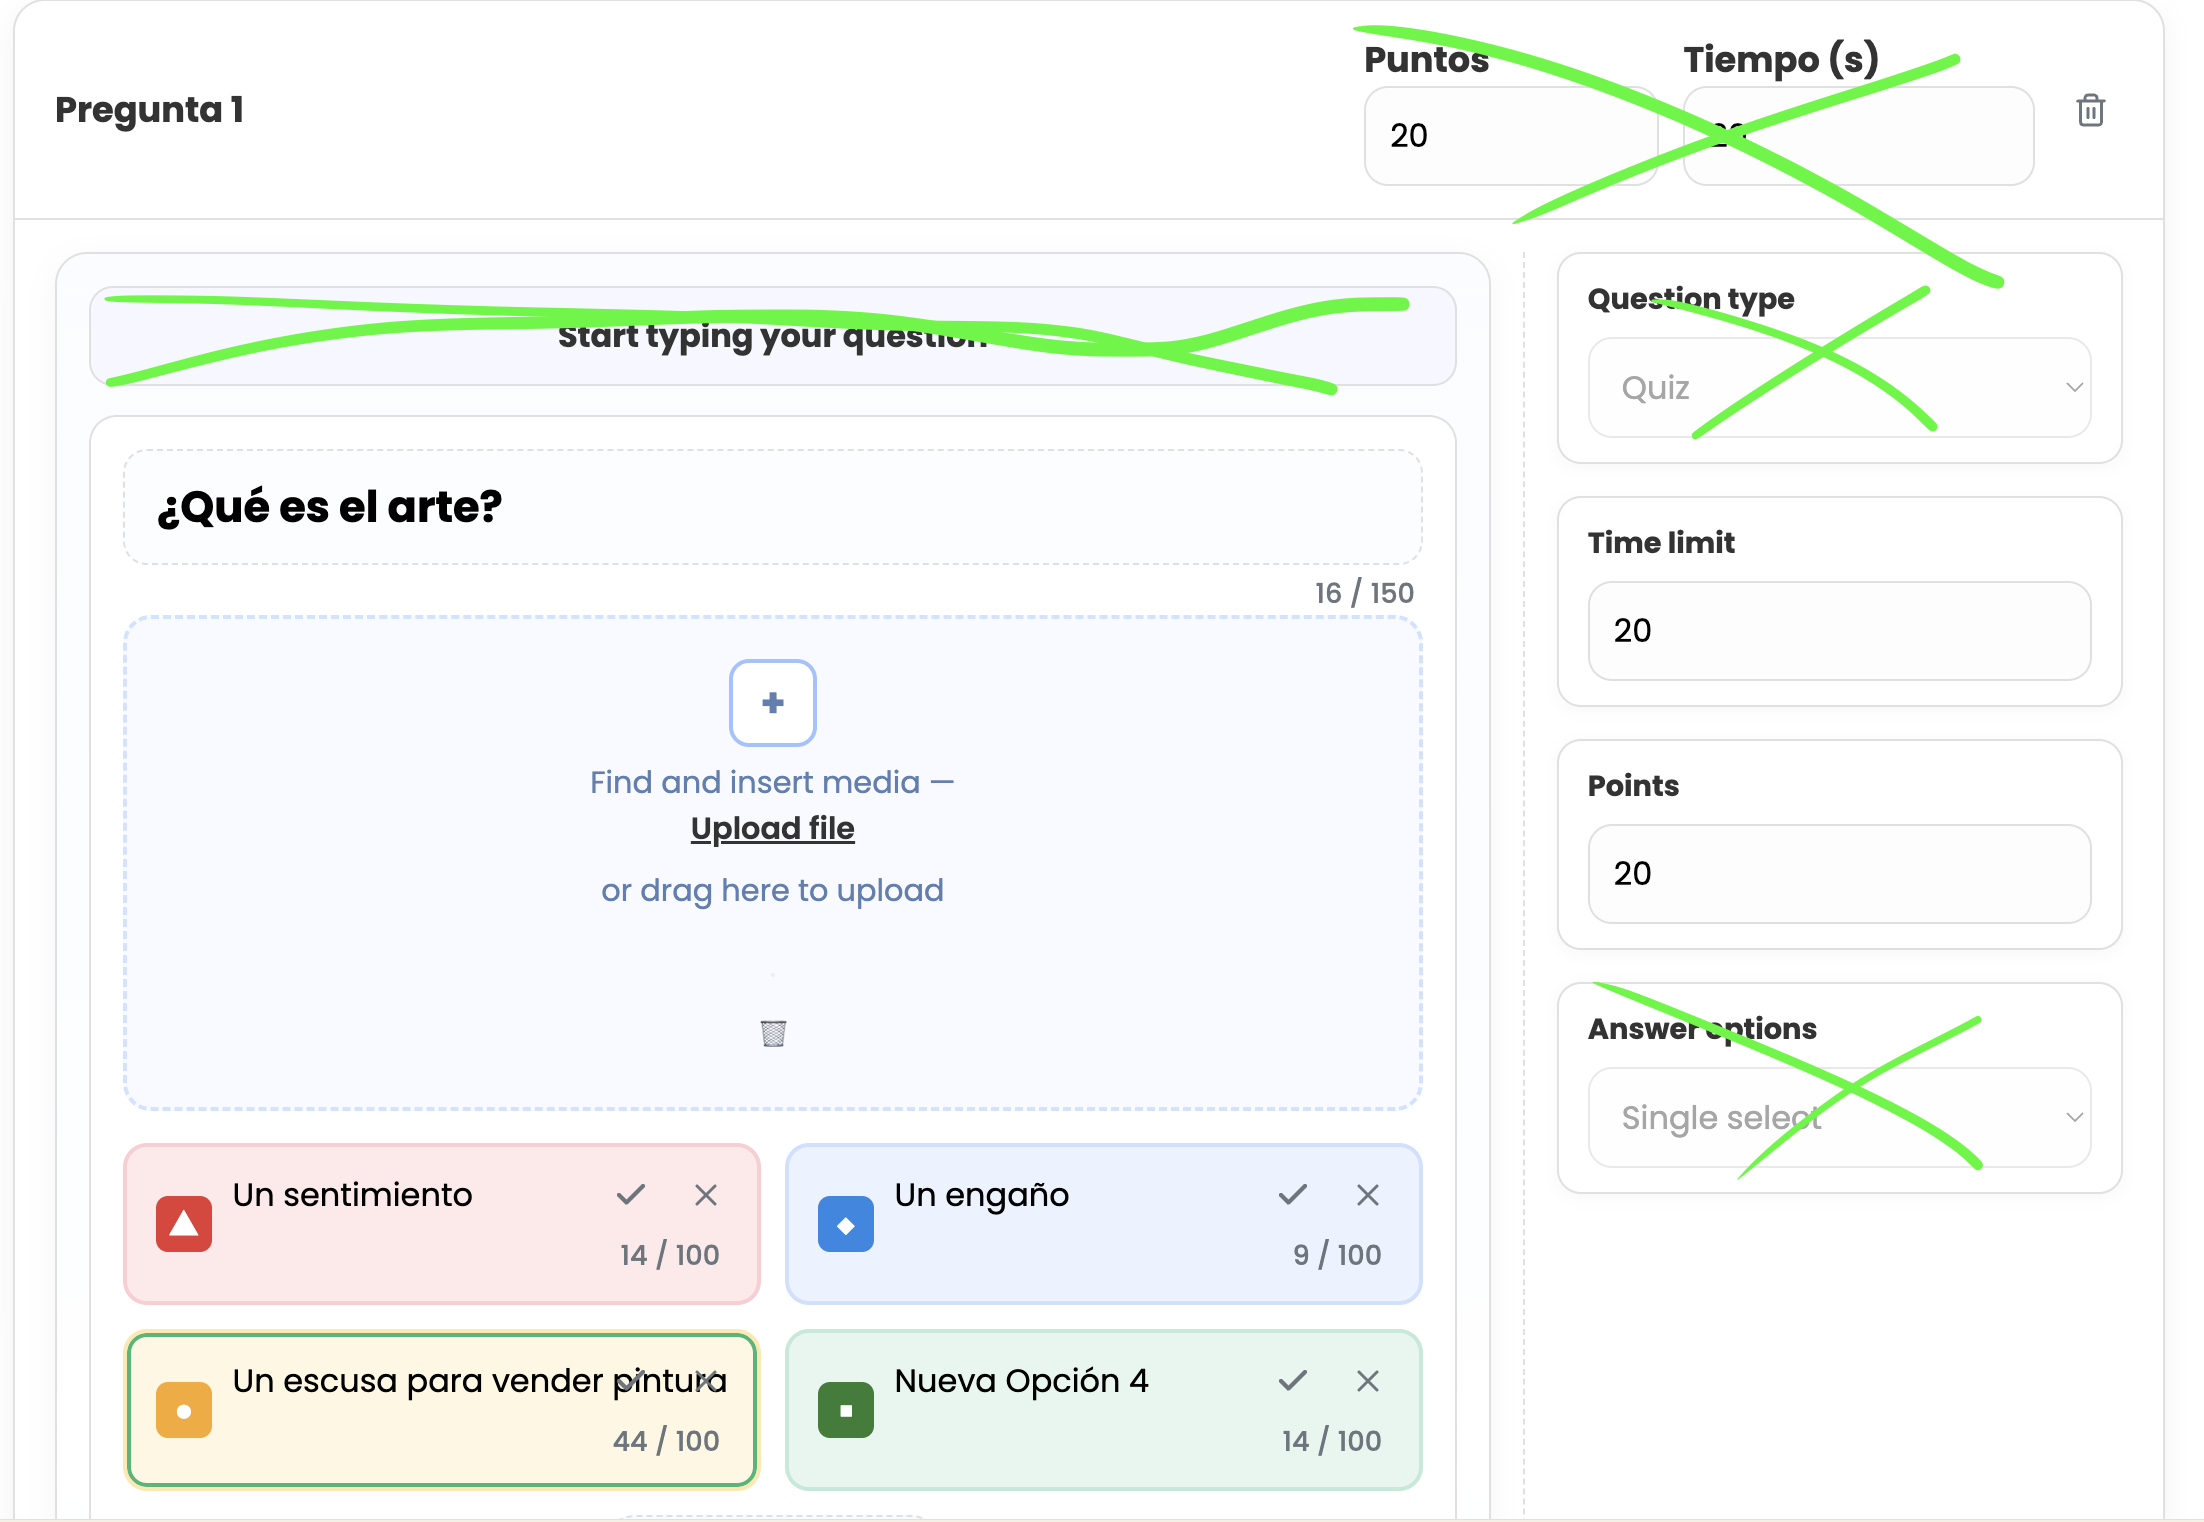 Puntos
Tiempo (s)
Pregunta 1
20
20
Start typing your question
Question type
Quiz
¿Qué es el arte?
16 / 150
Time limit
20
Find and insert media —
Upload file
or drag here to upload
Points
20
Answer options
Single select
Un sentimiento
14 / 100
Un engaño
9 / 100
Un escusa para vender pintura
44 / 100
Nueva Opción 4
14 / 100